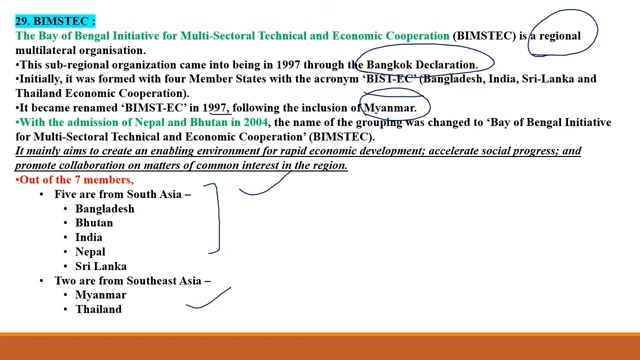 29. BIMSTEC :
The Bay of Bengal Initiative for Multi-Sectoral Technical and Economic Cooperation (BIMSTEC) is a regional
multilateral organisation.
•This sub-regional organization came into being in 1997 through the Bangkok Declaration.
•Initially, it was formed with four Member States with the acronym ‘BIST-EC’ (Bangladesh, India, Sri-Lanka and
Thailand Economic Cooperation).
•It became renamed ‘BIMST-EC’ in 1997, following the inclusion of Myanmar.
•With the admission of Nepal and Bhutan in 2004, the name of the grouping was changed to ‘Bay of Bengal Initiative
for Multi-Sectoral Technical and Economic Cooperation’ (BIMSTEC).
It mainly aims to create an enabling environment for rapid economic development; accelerate social progress; and
promote collaboration on matters of common interest in the region.
•Out of the 7 members,
• Five are from South Asia –
• Bangladesh
• Bhutan
• India
• Nepal
• Sri Lanka
• Two are from Southeast Asia –
• Myanmar
• Thailand